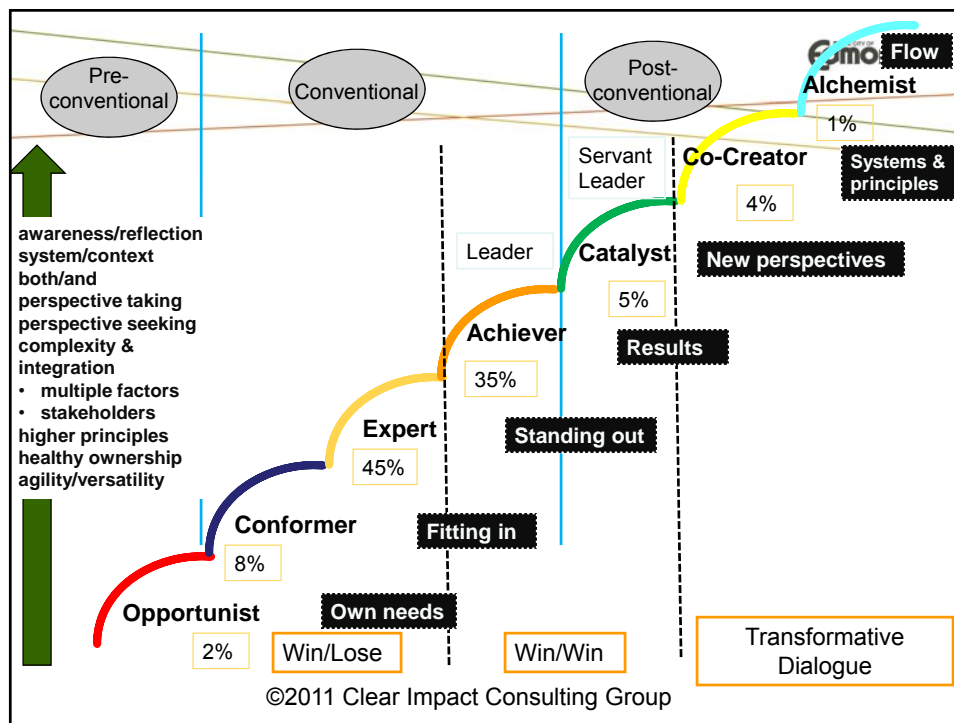 Pre-
conventional
Conventional
Post-
conventional
Flow
Alchemist
1%
Servant
Leader
Co-Creator
4%
Systems &
principles
awareness/reflection
system/context
both/and
perspective taking
perspective seeking
complexity &
integration
• multiple factors
• stakeholders
higher principles
healthy ownership
agility/versatility
Leader
Catalyst
5%
New perspectives
Achiever
35%
Results
Expert
45%
Standing out
Conformer
8%
Fitting in
Opportunist
2%
Own needs
Win/Lose
Win/Win
Transformative
Dialogue
©2011 Clear Impact Consulting Group